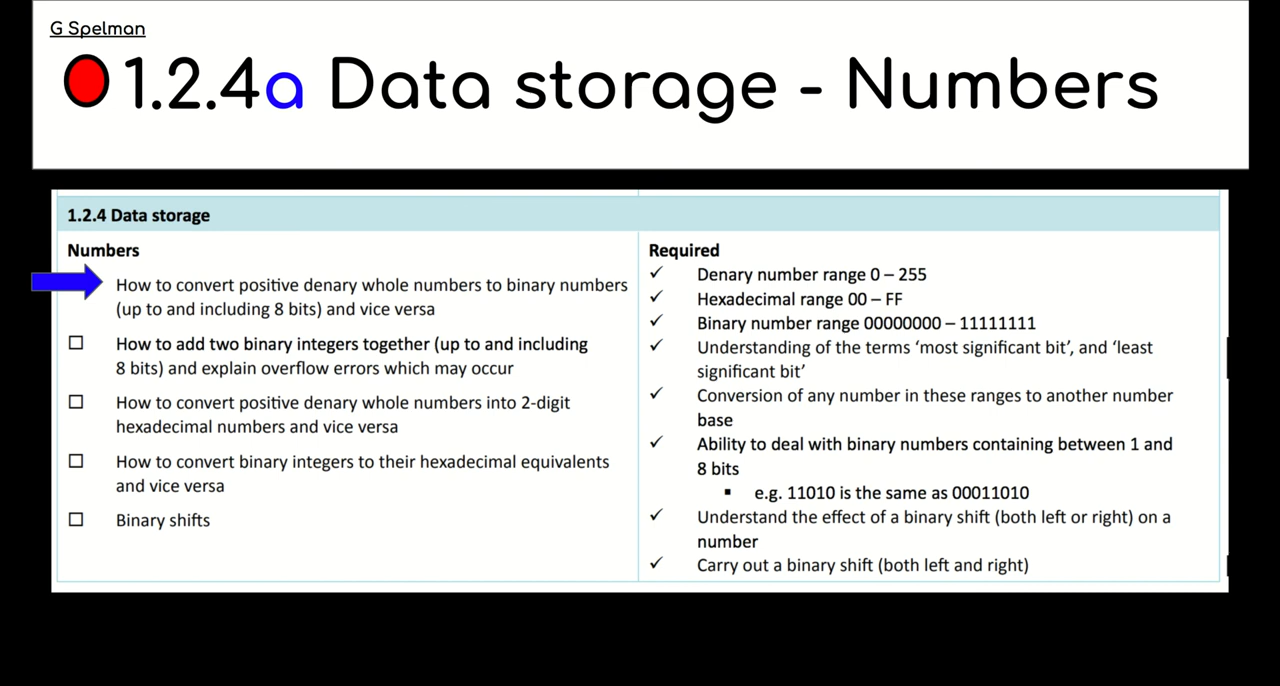 G Spelman
1.2.4a Data storage - Numbers
1.2.4 Data storage
Numbers
How to convert positive denary whole numbers to binary numbers
(up to and including 8 bits) and vice versa
☐ How to add two binary integers together (up to and including
8 bits) and explain overflow errors which may occur
☐ How to convert positive denary whole numbers into 2-digit
hexadecimal numbers and vice versa
☐ How to convert binary integers to their hexadecimal equivalents
and vice versa
☐ Binary shifts
Required
✓ Denary number range 0 – 255
✓ Hexadecimal range 00 – FF
✓ Binary number range 00000000 – 11111111
✓ Understanding of the terms ‘most significant bit’, and ‘least
significant bit’
✓ Conversion of any number in these ranges to another number
base
✓ Ability to deal with binary numbers containing between 1 and
8 bits
▪ e.g. 11010 is the same as 00011010
✓ Understand the effect of a binary shift (both left or right) on a
number
✓ Carry out a binary shift (both left and right)